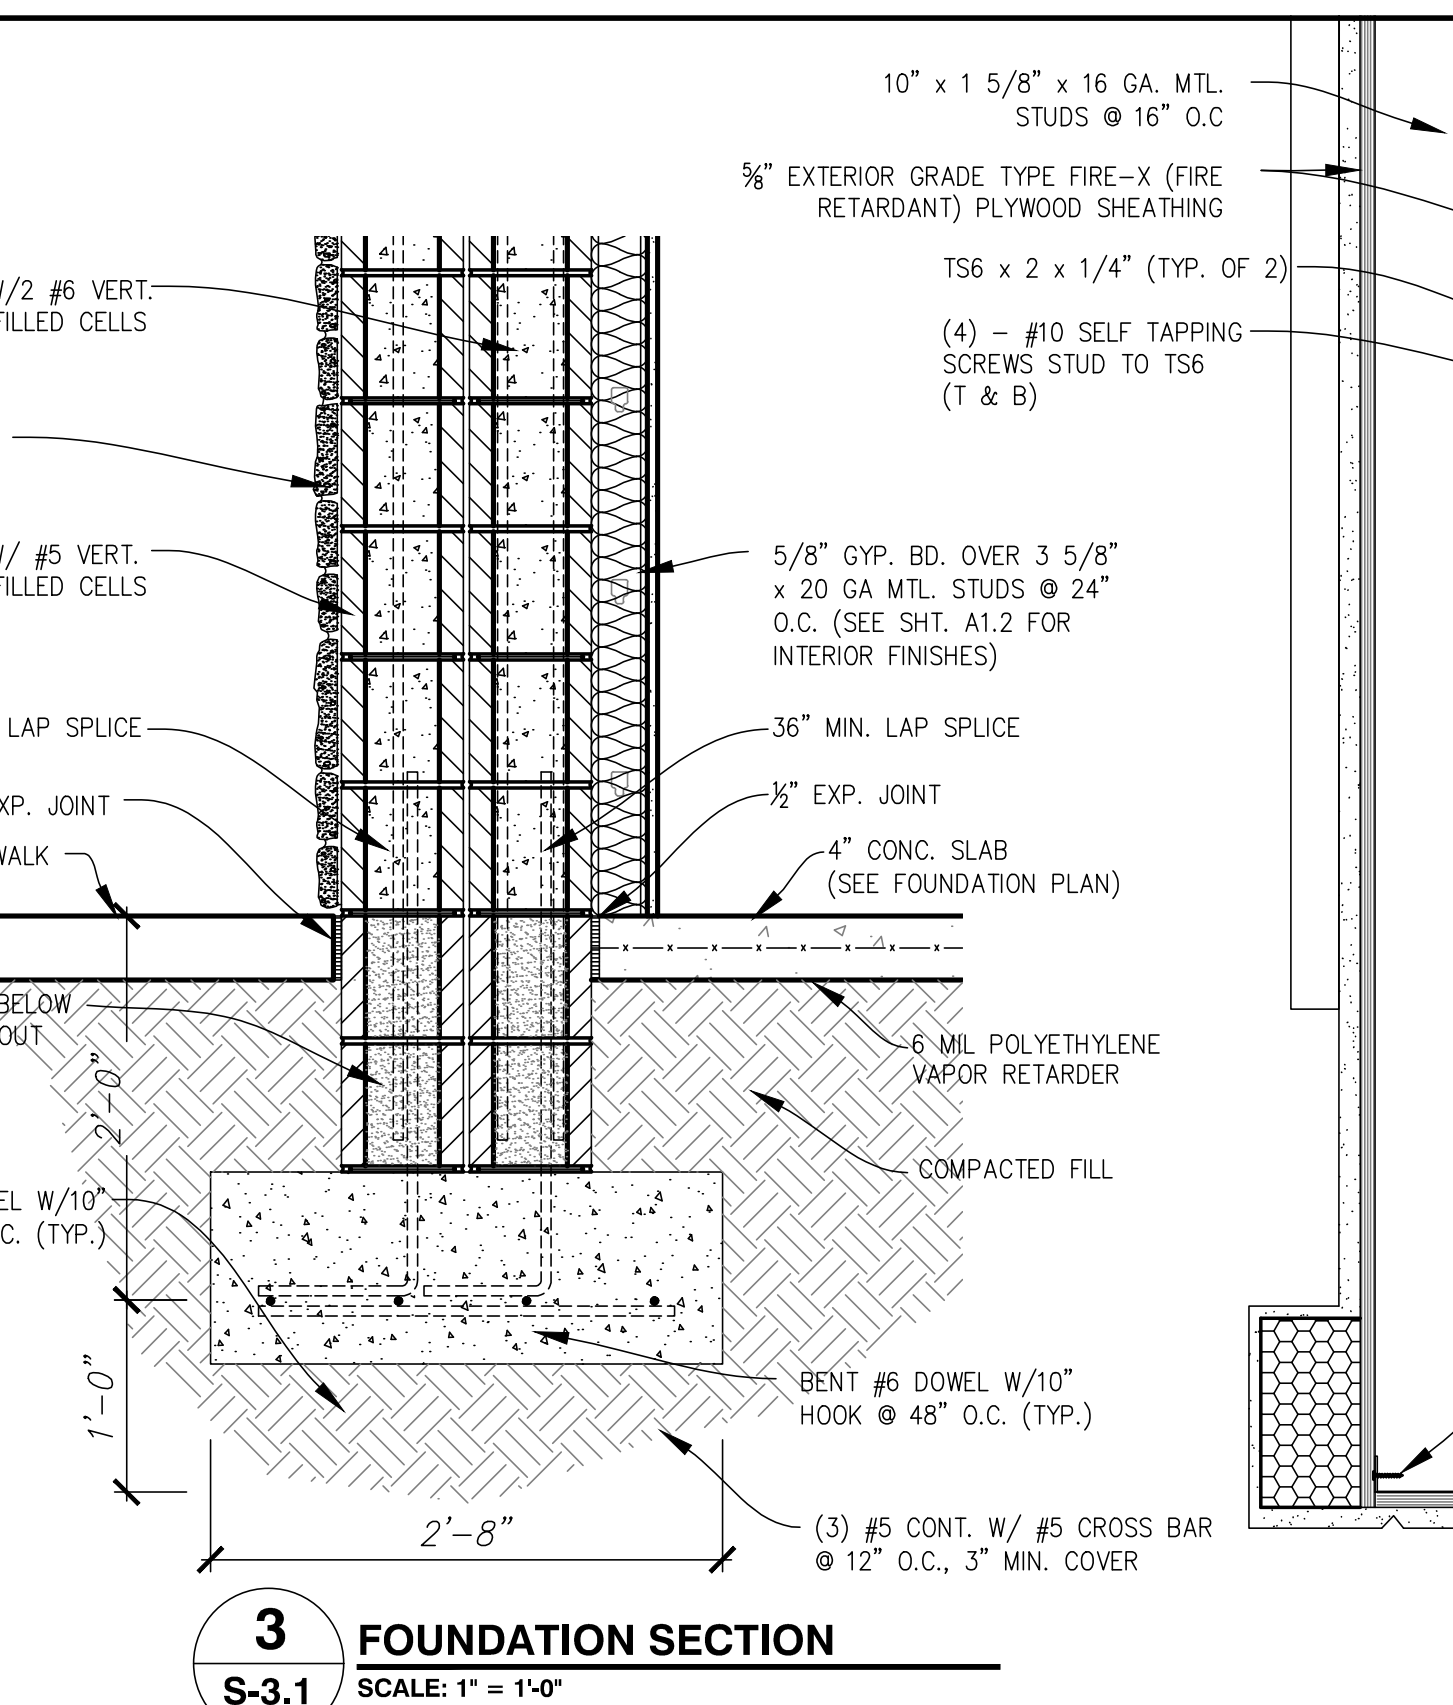 10" x 1 5/8" x 16 GA. MTL.
STUDS @ 16" O.C
⅝" EXTERIOR GRADE TYPE FIRE-X (FIRE
RETARDANT) PLYWOOD SHEATHING
TS6 x 2 x 1/4" (TYP. OF 2)
(4) - #10 SELF TAPPING
SCREWS STUD TO TS6
(T & B)
/2 #6 VERT.
FILLED CELLS
/ #5 VERT.
FILLED CELLS
LAP SPLICE
XP. JOINT
WALK
BELOW
OUT
2'-0"
EL W/10"
C. (TYP.)
1'-0"
5/8" GYP. BD. OVER 3 5/8"
x 20 GA MTL. STUDS @ 24"
O.C. (SEE SHT. A1.2 FOR
INTERIOR FINISHES)
36" MIN. LAP SPLICE
½" EXP. JOINT
4" CONC. SLAB
(SEE FOUNDATION PLAN)
6 MIL POLYETHYLENE
VAPOR RETARDER
COMPACTED FILL
BENT #6 DOWEL W/10"
HOOK @ 48" O.C. (TYP.)
(3) #5 CONT. W/ #5 CROSS BAR
@ 12" O.C., 3" MIN. COVER
2'-8"
3
S-3.1
FOUNDATION SECTION
SCALE: 1" = 1'-0"